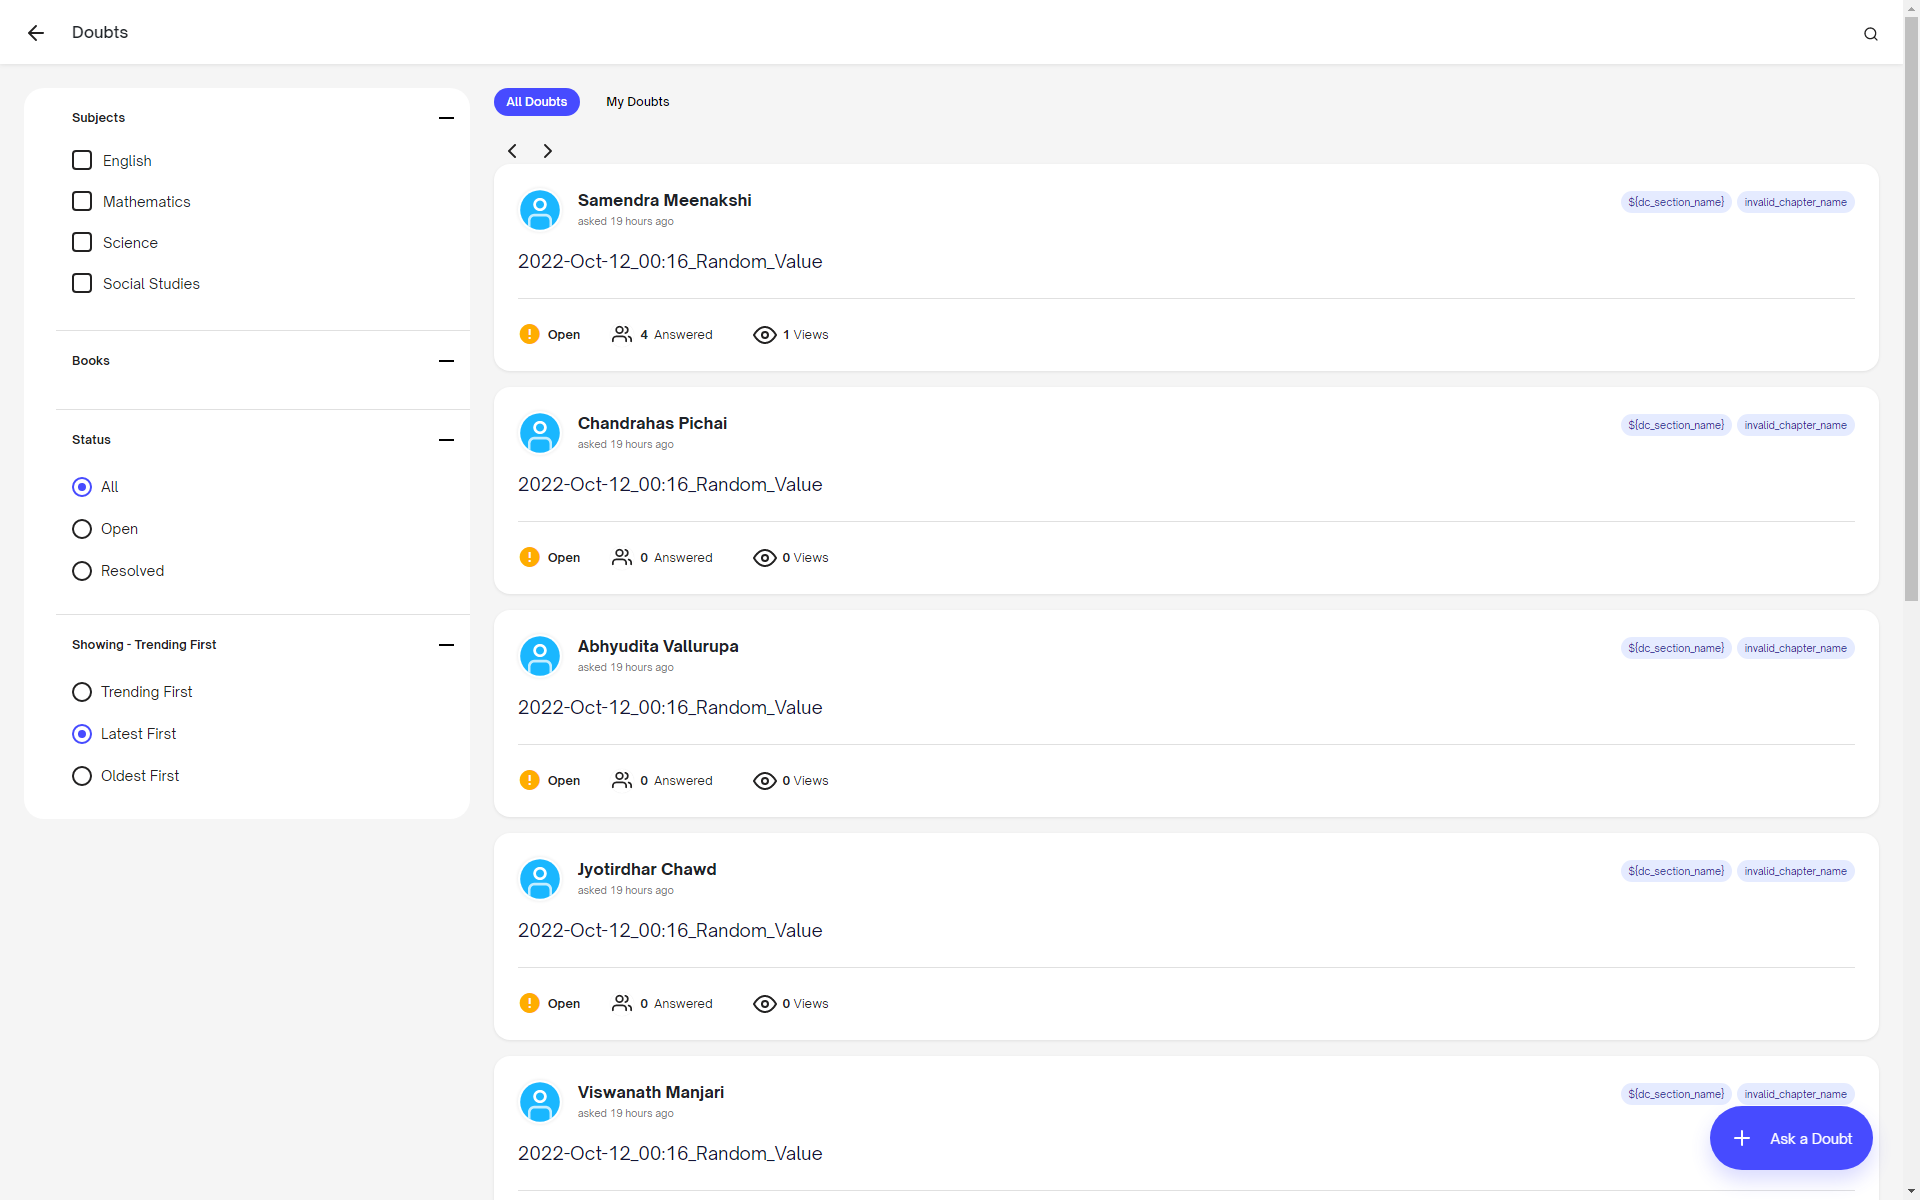 Doubts
Subjects
English
Mathematics
Science
Social Studies
Books
Status
All
Open
Resolved
Showing - Trending First
Trending First
Latest First
Oldest First
All Doubts
My Doubts
Samendra Meenakshi
asked 19 hours ago
${dc_section_name}
invalid_chapter_name
2022-Oct-12_00:16_Random_Value
Open
4 Answered
1 Views
Chandrahas Pichai
asked 19 hours ago
${dc_section_name}
invalid_chapter_name
2022-Oct-12_00:16_Random_Value
Open
0 Answered
0 Views
Abhyudita Vallurupa
asked 19 hours ago
${dc_section_name}
invalid_chapter_name
2022-Oct-12_00:16_Random_Value
Open
0 Answered
0 Views
Jyotirdhar Chawd
asked 19 hours ago
${dc_section_name}
invalid_chapter_name
2022-Oct-12_00:16_Random_Value
Open
0 Answered
0 Views
Viswanath Manjari
asked 19 hours ago
${dc_section_name}
invalid_chapter_name
2022-Oct-12_00:16_Random_Value
Ask a Doubt